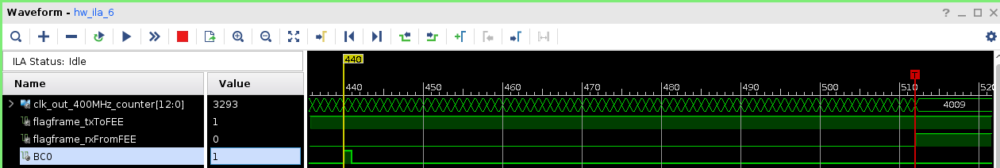 Waveform - hw_ila_6
ILA Status: Idle
Name Value
440
440 450 460 470 480 490 500 510 520
clk_out_400MHz_counter[12:0] 3293 4009
flagframe_txToFEE 1
flagframe_rxFromFEE 0
BC0 1